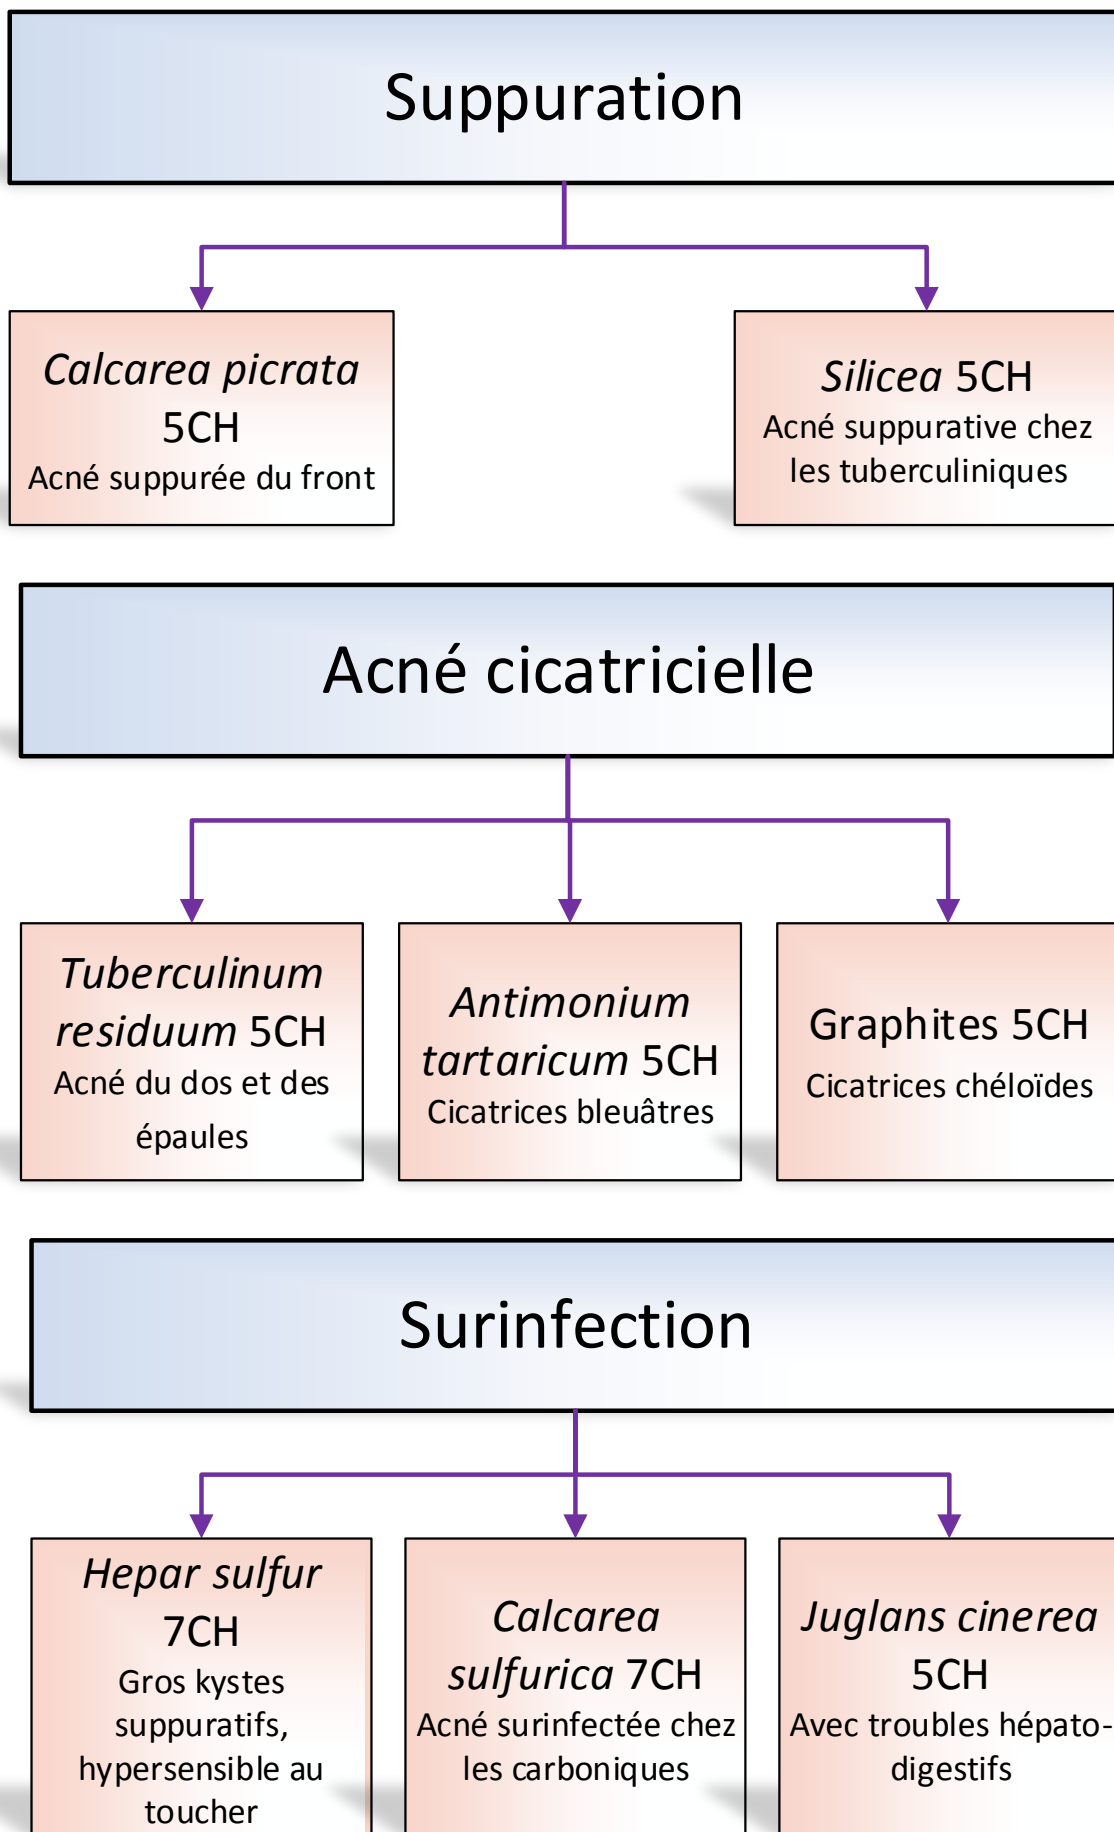 Suppuration
Calcarea picrata
5CH
Acné suppurée du front
Silicea 5CH
Acné suppurative chez
les tuberculiniques
Acné cicatricielle
Tuberculinum
residuum 5CH
Acné du dos et des
épaules
Antimonium
tartaricum 5CH
Cicatrices bleuâtres
Graphites 5CH
Cicatrices chéloïdes
Surinfection
Hepar sulfur
7CH
Gros kystes
suppuratifs,
hypersensible au
toucher
Calcarea
sulfurica 7CH
Acné surinfectée chez
les carboniques
Juglans cinerea
5CH
Avec troubles hépato-
digestifs